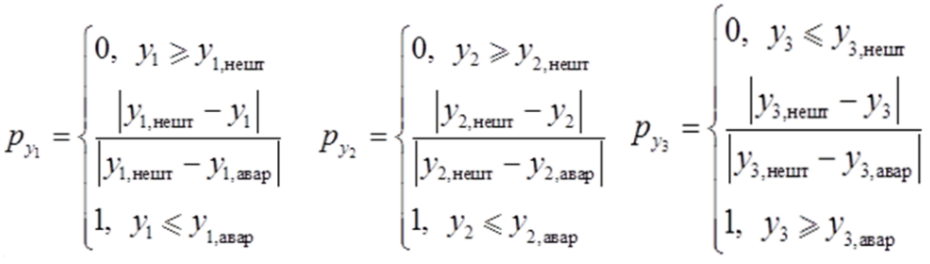 p_{y_1} = { 0, y_1 ⩾ y_{1,нешт}
|y_{1,нешт} − y_1| / |y_{1,нешт} − y_{1,авар}|
1, y_1 ⩽ y_{1,авар}
p_{y_2} = { 0, y_2 ⩾ y_{2,нешт}
|y_{2,нешт} − y_2| / |y_{2,нешт} − y_{2,авар}|
1, y_2 ⩽ y_{2,авар}
p_{y_3} = { 0, y_3 ⩽ y_{3,нешт}
|y_{3,нешт} − y_3| / |y_{3,нешт} − y_{3,авар}|
1, y_3 ⩾ y_{3,авар}